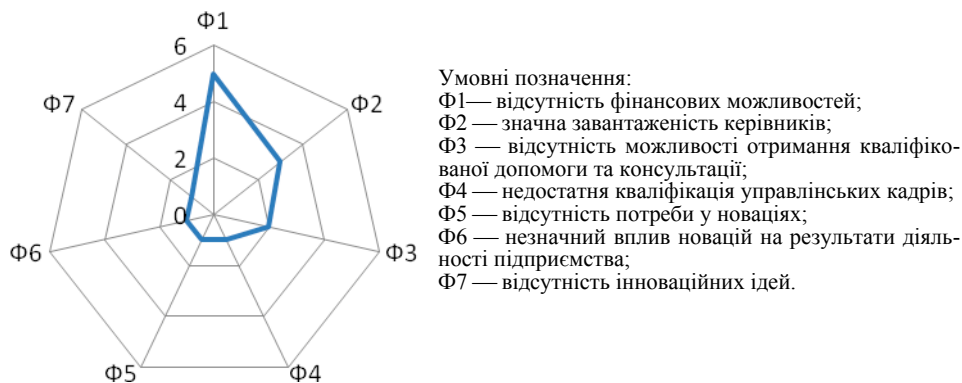 Ф1
6
Ф7
4
Ф2
2
0
Ф6
Ф3
Ф5
Ф4
Умовні позначення:
Ф1— відсутність фінансових можливостей;
Ф2 — значна завантаженість керівників;
Ф3 — відсутність можливості отримання кваліфіко-
ваної допомоги та консультації;
Ф4 — недостатня кваліфікація управлінських кадрів;
Ф5 — відсутність потреби у новаціях;
Ф6 — незначний вплив новацій на результати діяль-
ності підприємства;
Ф7 — відсутність інноваційних ідей.